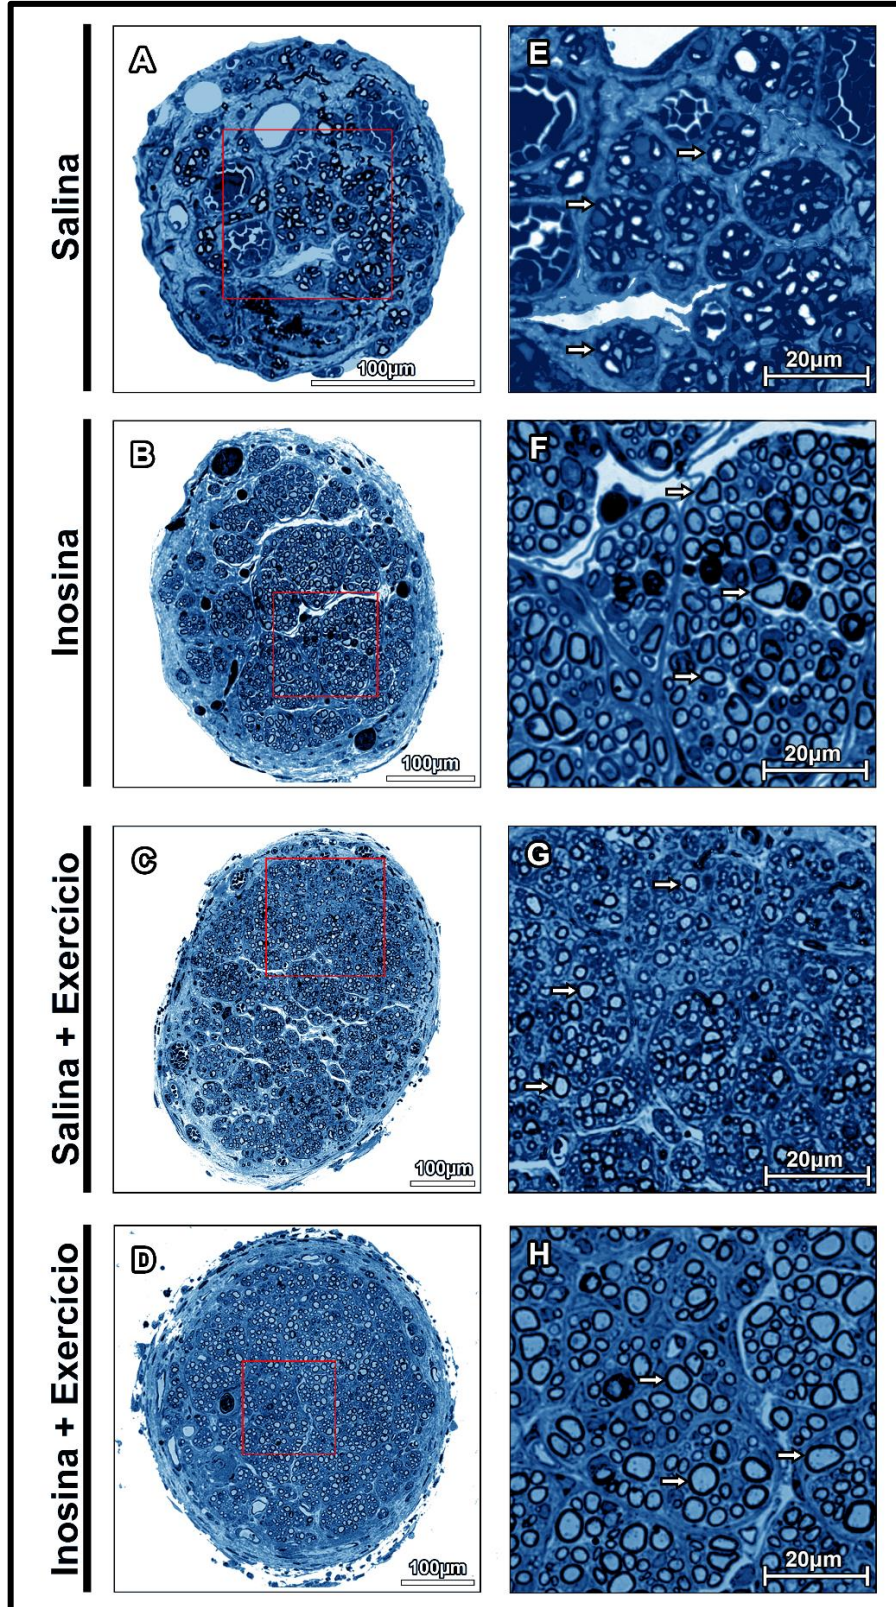 Salina
A
100µm
E
20µm
Inosina
B
100µm
F
20µm
Salina + Exercício
C
100µm
G
20µm
Inosina + Exercício
D
100µm
H
20µm